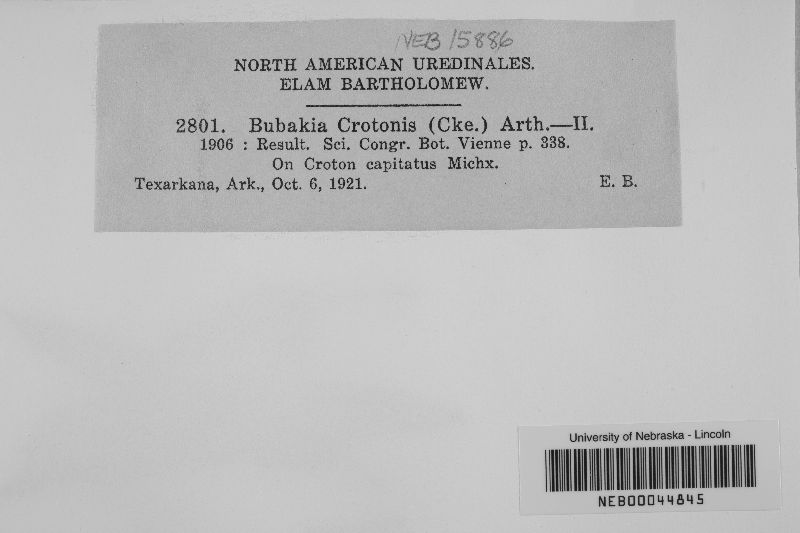 NEB 15886
NORTH AMERICAN UREDINALES.
ELAM BARTHOLOMEW.
2801. Bubakia Crotonis (Cke.) Arth.—II.
1906 : Result. Sci. Congr. Bot. Vienne p. 338.
On Croton capitatus Michx.
Texarkana, Ark., Oct. 6, 1921. E. B.
University of Nebraska - Lincoln
NEB00044845